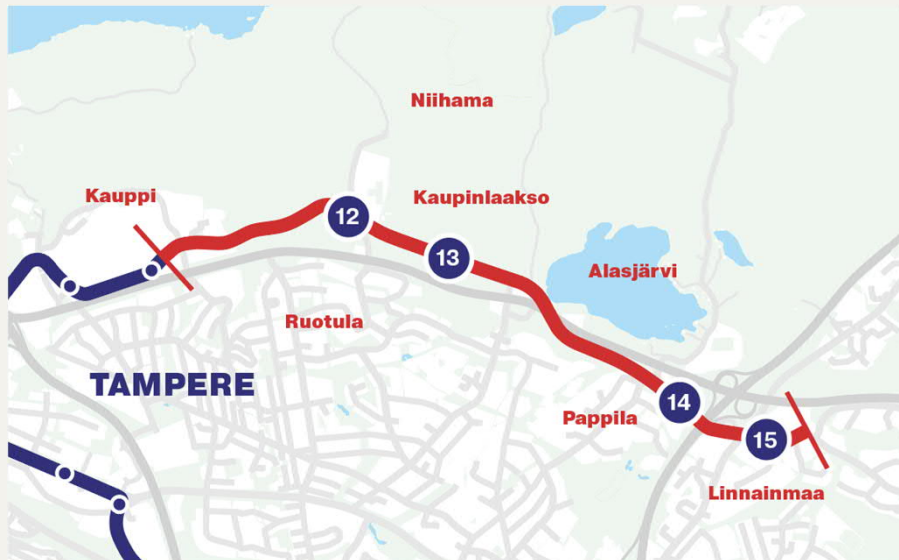 Niihama
Kauppi
Kaupinlaakso
12
13
Alasjärvi
Ruotula
TAMPERE
14
Pappila
15
Linnainmaa